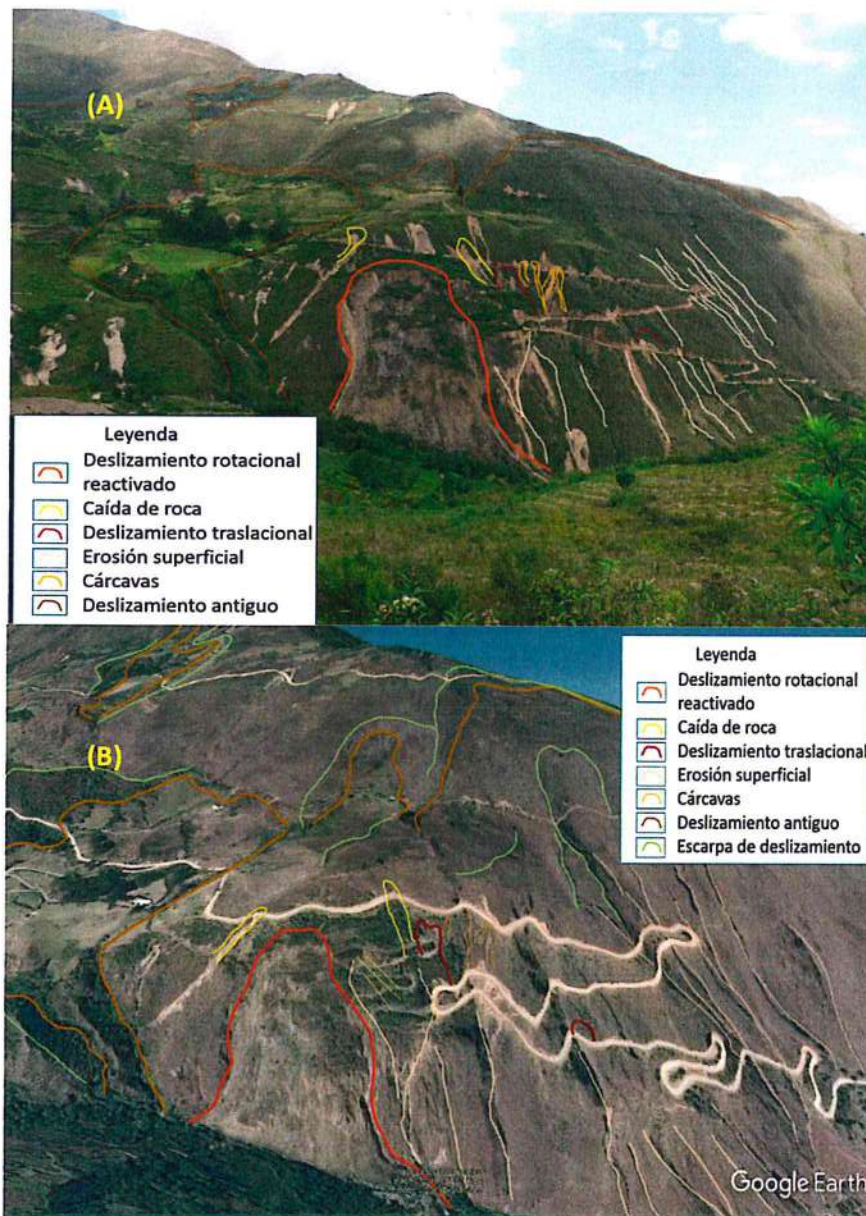 (A)
Leyenda
Deslizamiento rotacional
reactivado
Caída de roca
Deslizamiento traslacional
Erosión superficial
Cárcavas
Deslizamiento antiguo
(B)
Leyenda
Deslizamiento rotacional
reactivado
Caída de roca
Deslizamiento traslacional
Erosión superficial
Cárcavas
Deslizamiento antiguo
Escarpa de deslizamiento
Google Earth